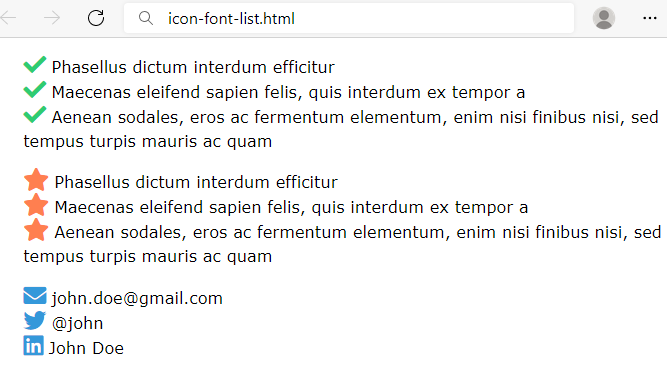 icon-font-list.html
Phasellus dictum interdum efficitur
Maecenas eleifend sapien felis, quis interdum ex tempor a
Aenean sodales, eros ac fermentum elementum, enim nisi finibus nisi, sed
tempus turpis mauris ac quam
Phasellus dictum interdum efficitur
Maecenas eleifend sapien felis, quis interdum ex tempor a
Aenean sodales, eros ac fermentum elementum, enim nisi finibus nisi, sed
tempus turpis mauris ac quam
john.doe@gmail.com
@john
in John Doe